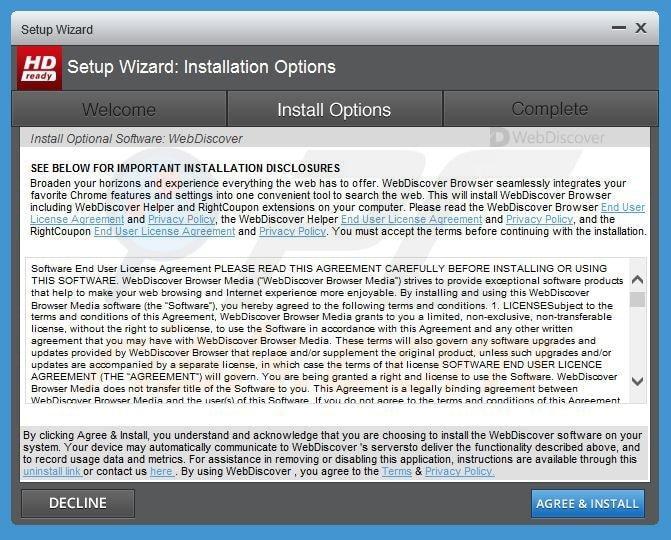 Setup Wizard
HD
ready
Setup Wizard: Installation Options
Welcome
Install Options
Complete
Install Optional Software: WebDiscover
WebDiscover
SEE BELOW FOR IMPORTANT INSTALLATION DISCLOSURES
Broaden your horizons and experience everything the web has to offer. WebDiscover Browser seamlessly integrates your
favorite Chrome features and settings into one convenient tool to search the web. This will install WebDiscover Browser
including WebDiscover Helper and RightCoupon extensions on your computer. Please read the WebDiscover Browser End User
License Agreement and Privacy Policy, the WebDiscover Helper End User License Agreement and Privacy Policy, and the
RightCoupon End User License Agreement and Privacy Policy. You must accept the terms before continuing with the installation.
Software End User License Agreement PLEASE READ THIS AGREEMENT CAREFULLY BEFORE INSTALLING OR USING
THIS SOFTWARE. WebDiscover Browser Media ("WebDiscover Browser Media") strives to provide exceptional software products
that help to make your web browsing and Internet experience more enjoyable. By installing and using this WebDiscover
Browser Media software (the "Software"), you hereby agreed to the following terms and conditions. 1. LICENSESubject to the
terms and conditions of this Agreement, WebDiscover Browser Media grants to you a limited, non-exclusive, non-transferable
license, without the right to sublicense, to use the Software in accordance with this Agreement and any other written
agreement that you may have with WebDiscover Browser Media. These terms will also govern any software upgrades and
updates provided by WebDiscover Browser that replace and/or supplement the original product, unless such upgrades and/or
updates are accompanied by a separate license, in which case the terms of that license SOFTWARE END USER LICENCE
AGREEMENT (THE "AGREEMENT") will govern. You are being granted a right and license to use the Software. WebDiscover
Browser Media does not transfer title of the Software to you. This Agreement is a legally binding agreement between
WebDiscover Browser Media and the user(s) of this Software. If you do not agree to the terms and conditions of this Agreement
By clicking Agree & Install, you understand and acknowledge that you are choosing to install the WebDiscover software on your
system. Your device may automatically communicate to WebDiscover 's serversto deliver the functionality described above, and
to record usage data and metrics. For assistance in removing or disabling this application, instructions are available through this
uninstall link or contact us here . By using WebDiscover , you agree to the Terms & Privacy Policy.
DECLINE
AGREE & INSTALL